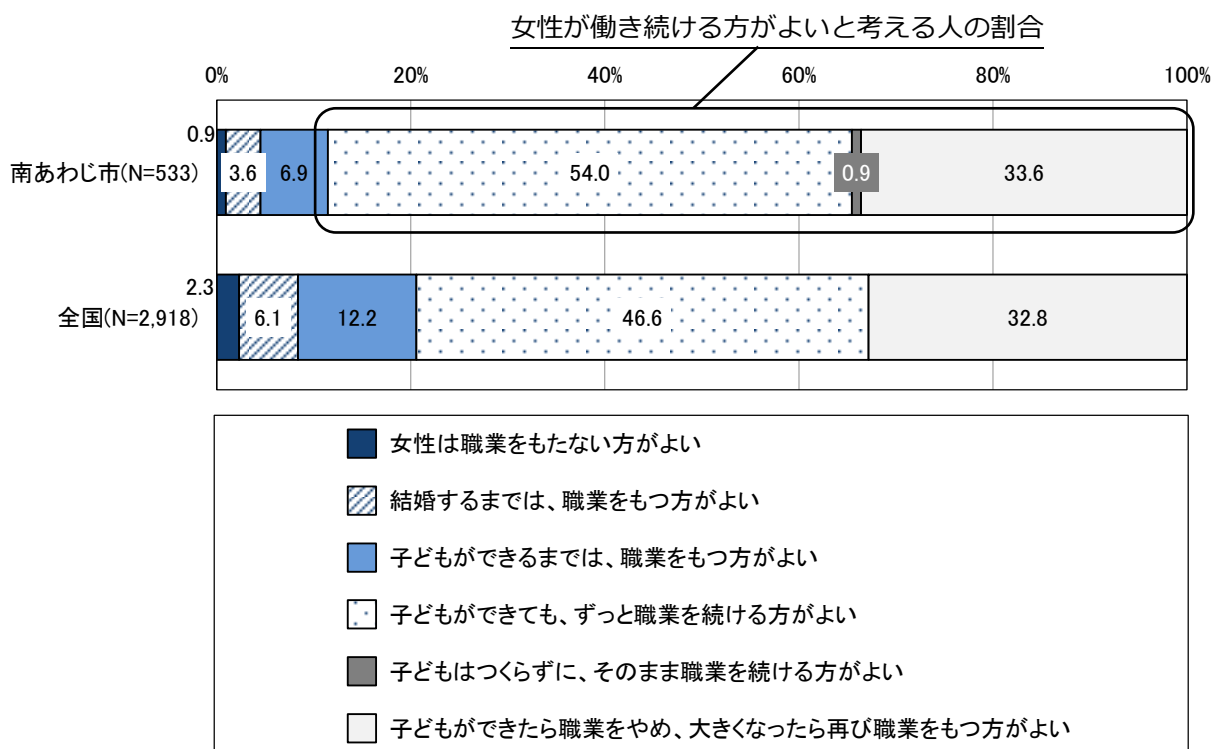 女性が働き続ける方がよいと考える人の割合
0% 20% 40% 60% 80% 100%
0.9
南あわじ市(N=533) 3.6 6.9 54.0 0.9 33.6
2.3
全国(N=2,918) 6.1 12.2 46.6 32.8
女性は職業をもたない方がよい
結婚するまでは、職業をもつ方がよい
子どもができるまでは、職業をもつ方がよい
子どもができても、ずっと職業を続ける方がよい
子どもはつくらずに、そのまま職業を続ける方がよい
子どもができたら職業をやめ、大きくなったら再び職業をもつ方がよい